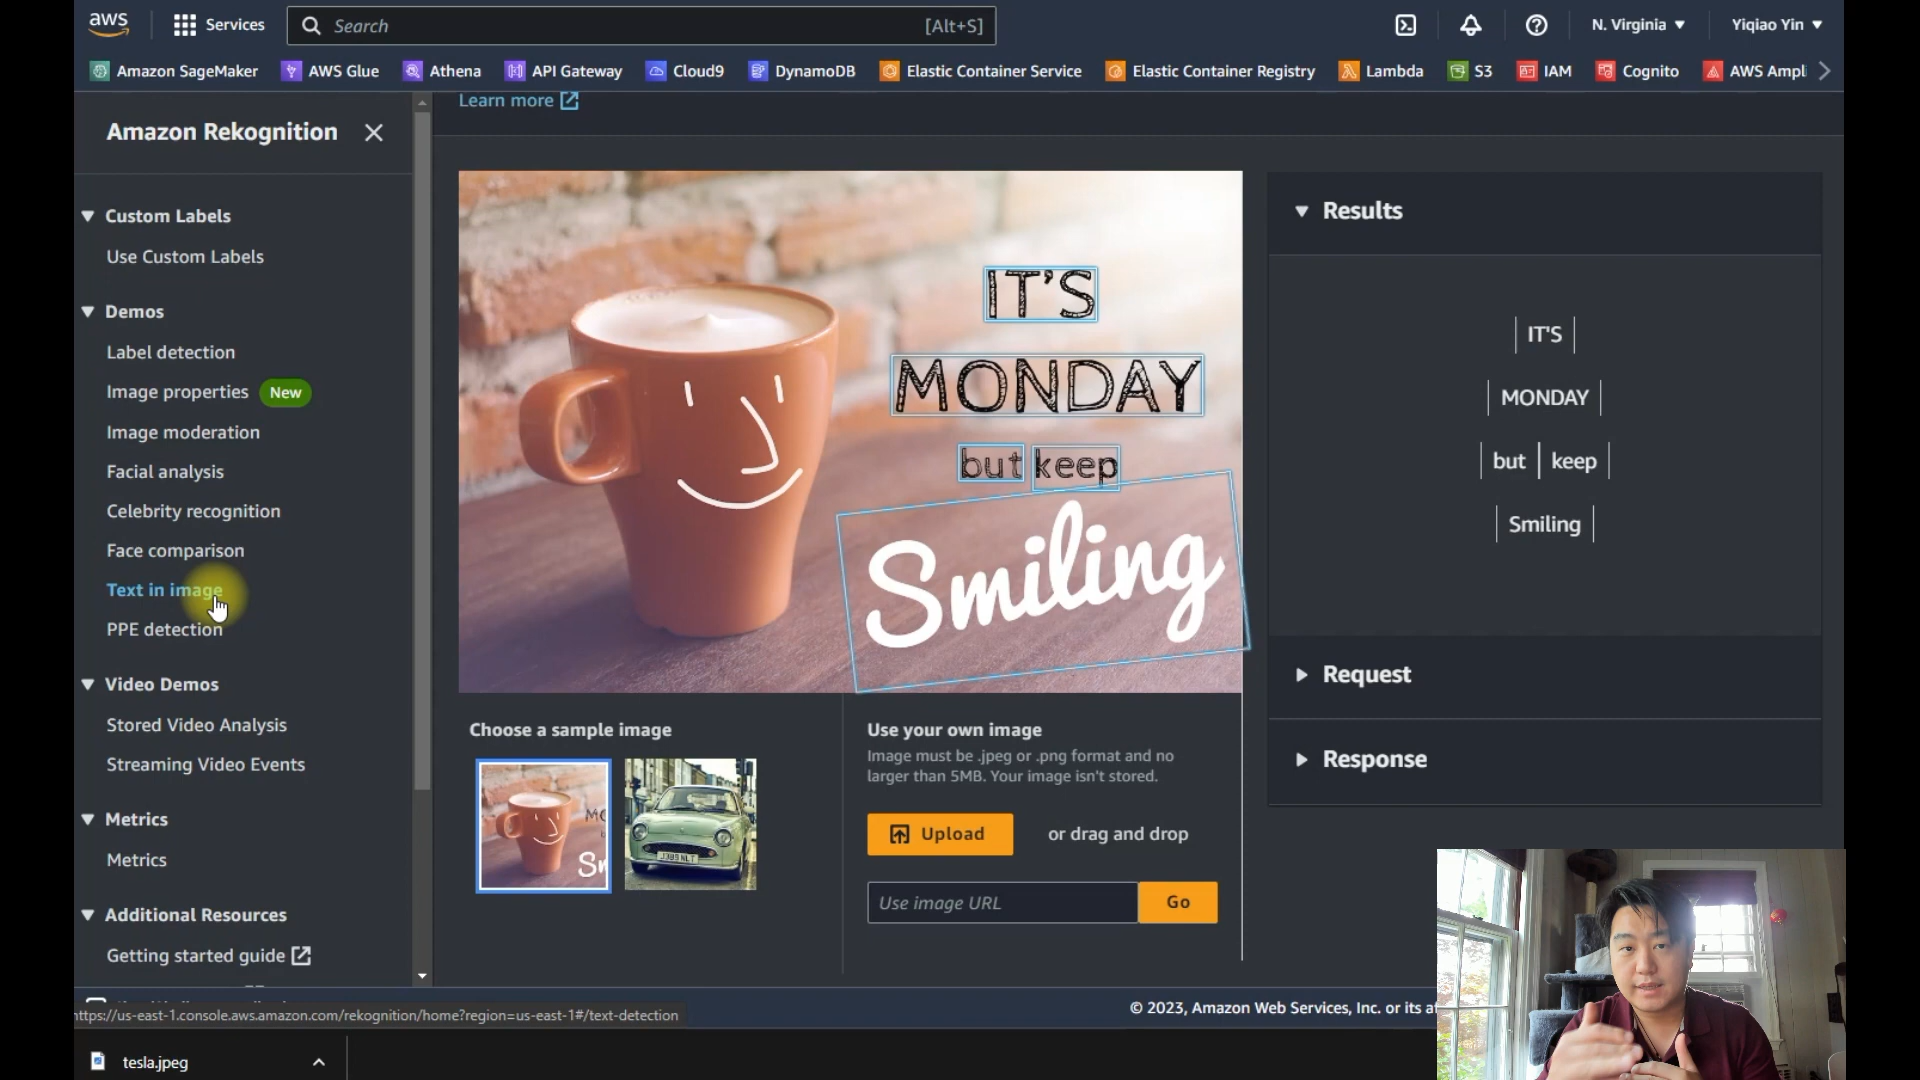 aws
Services
Search
[Alt+S]
N. Virginia
Yiqiao Yin
Amazon SageMaker
AWS Glue
Athena
API Gateway
Cloud9
DynamoDB
Elastic Container Service
Elastic Container Registry
Lambda
S3
IAM
Cognito
AWS Ampl
Amazon Rekognition
Custom Labels
Use Custom Labels
Demos
Label detection
Image properties New
Image moderation
Facial analysis
Celebrity recognition
Face comparison
Text in image
PPE detection
Video Demos
Stored Video Analysis
Streaming Video Events
Metrics
Metrics
Additional Resources
Getting started guide
Learn more
IT'S
MONDAY
but keep
Smiling
Choose a sample image
J389 NLT
Use your own image
Image must be .jpeg or .png format and no
larger than 5MB. Your image isn't stored.
Upload
or drag and drop
Use image URL
Go
Results
IT'S
MONDAY
but keep
Smiling
Request
Response
© 2023, Amazon Web Services, Inc. or its a
https://us-east-1.console.aws.amazon.com/rekognition/home?region=us-east-1#/text-detection
tesla.jpeg